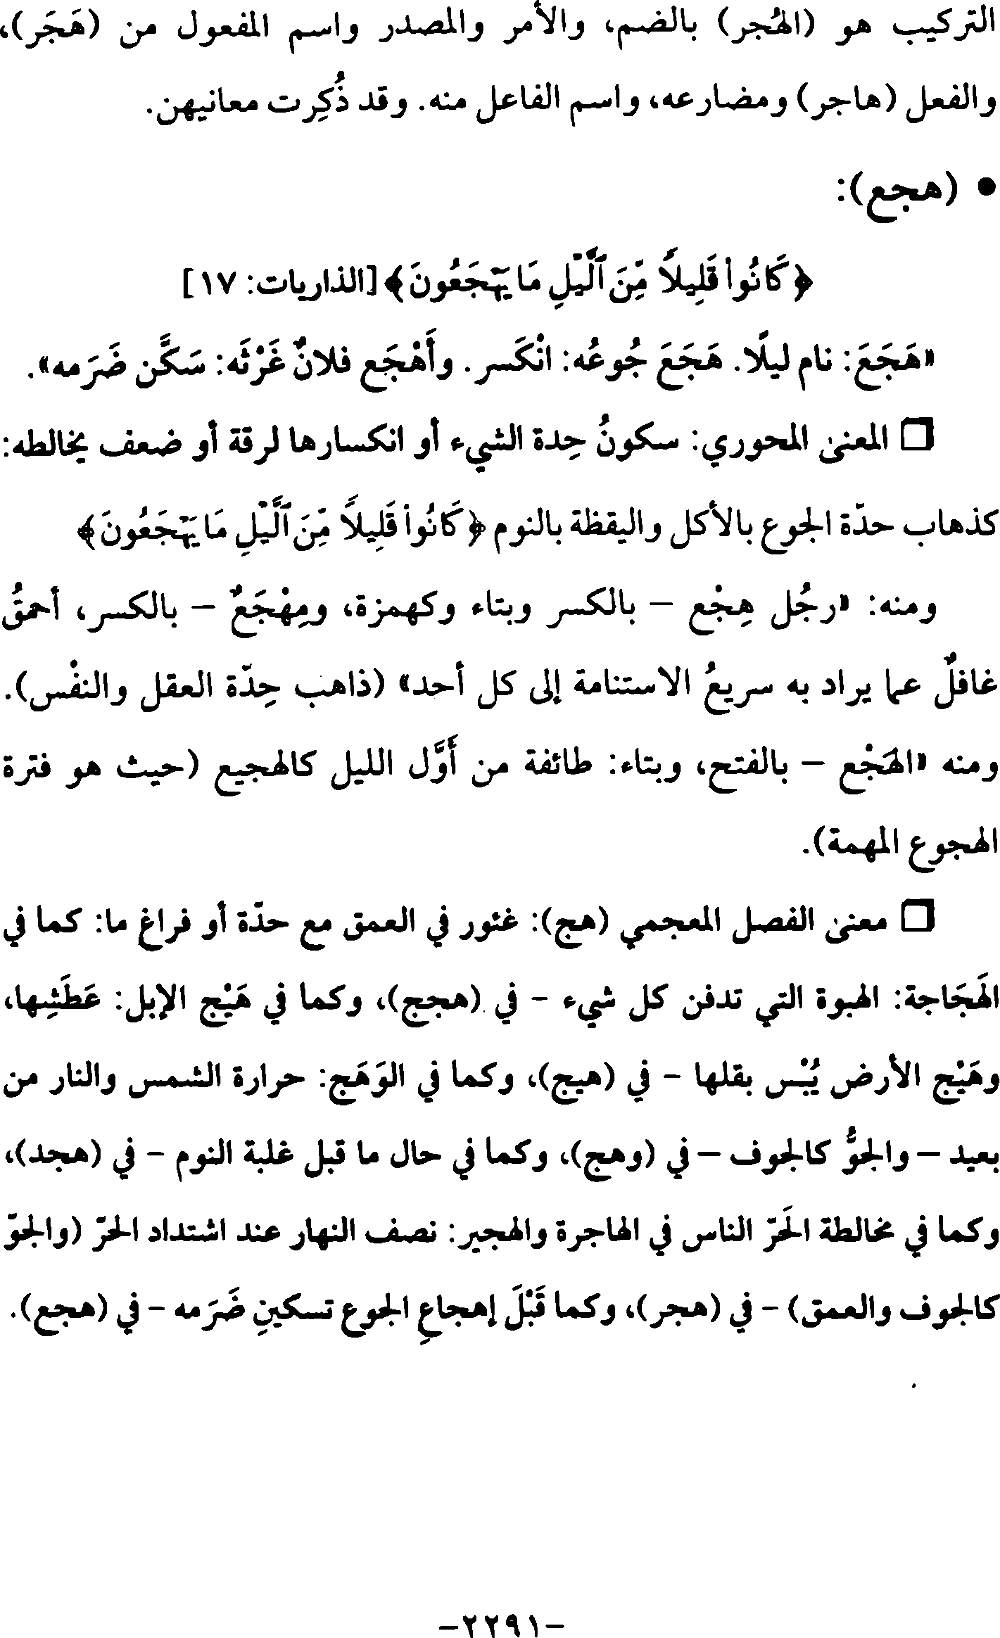 التركيب هو (الهُجر) بالضم، والأمر والمصدر واسم المفعول من (هَجَر)،
والفعل (هاجر) ومضارعه، واسم الفاعل منه. وقد ذُكِرت معانيهن.
• (هجع):
﴿كَانُوا۟ قَلِيلًا مِّنَ ٱلَّيْلِ مَا يَهْجَعُونَ﴾ [الذاريات: ١٧]
«هَجَعَ: نام ليلًا. هَجَعَ جُوعُه: انْكَسر. وأَهْجَع فلانٌ غَرْثَه: سَكَّن ضَرَمه».
❒ المعنى المحوري: سكونُ حِدة الشيء أو انكسارها لرقة أو ضعف يخالطه:
كذهاب حدّة الجوع بالأكل واليقظة بالنوم ﴿كَانُوا۟ قَلِيلًا مِّنَ ٱلَّيْلِ مَا يَهْجَعُونَ﴾
ومنه: «رجُل هِجْع – بالكسر وبتاء وكهمزة، ومِهْجَعٌ – بالكسر، أحمقُ
غافلٌ عما يراد به سريعُ الاستنامة إلى كل أحد» (ذاهب حِدّة العقل والنفْس).
ومنه «الهَجْع – بالفتح، وبتاء: طائفة من أَوَّل الليل كالهجيع (حيث هو فترة
الهجوع المهمة).
❒ معنى الفصل المعجمي (هج): غئور في العمق مع حدّة أو فراغ ما: كما في
الهَجَاجة: الهبوة التي تدفن كل شيء - في (هجج)، وكما في هَيْج الإبل: عَطَشِها،
وهَيْج الأرض يُبْس بقلها - في (هيج)، وكما في الوَهَج: حرارة الشمس والنار من
بعيد – والجوُّ كالجوف – في (وهج)، وكما في حال ما قبل غلبة النوم - في (هجد)،
وكما في مخالطة الحَرّ الناس في الهاجرة والهجير: نصف النهار عند اشتداد الحرّ (والجوّ
كالجوف والعمق) - في (هجر)، وكما قَبْلَ إهجاعِ الجوع تسكينِ ضَرَمه - في (هجع).
-٢٢٩١-